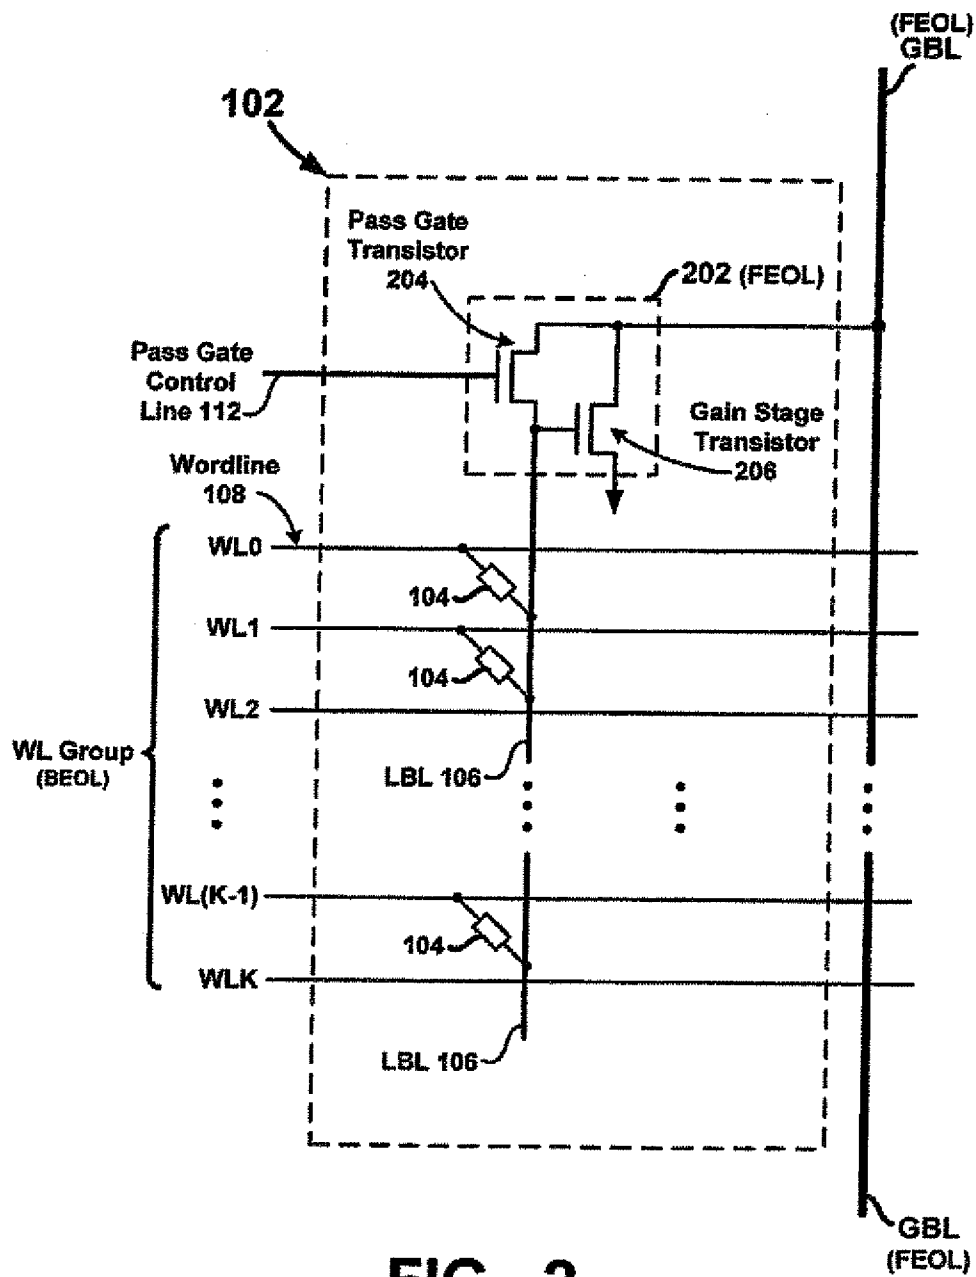 (FEOL)
GBL
102
Pass Gate
Transistor
204
202 (FEOL)
Pass Gate
Control
Line 112
Gain Stage
Transistor
206
Wordline
108
WL0
104
WL1
104
WL2
WL Group
(BEOL)
LBL 106
WL(K-1)
104
WLK
LBL 106
GBL
(FEOL)